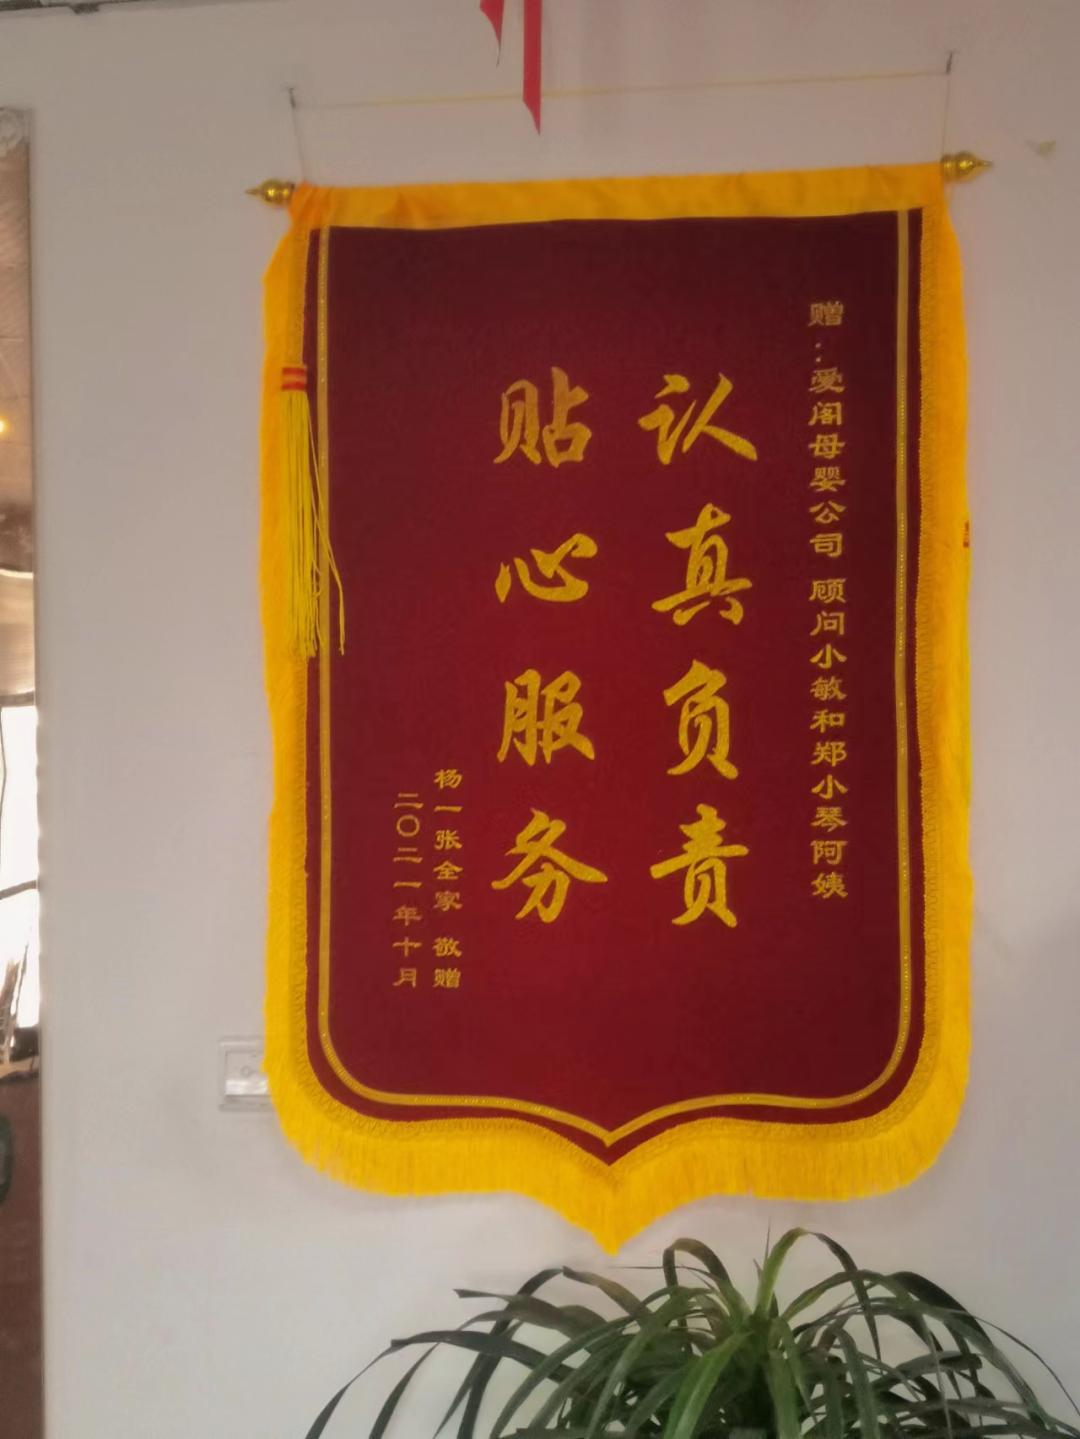 赠：爱阁母婴公司 顾问小敏和郑小琴阿姨
认真负责
贴心服务
杨一张全家 敬赠
二〇二一年十月